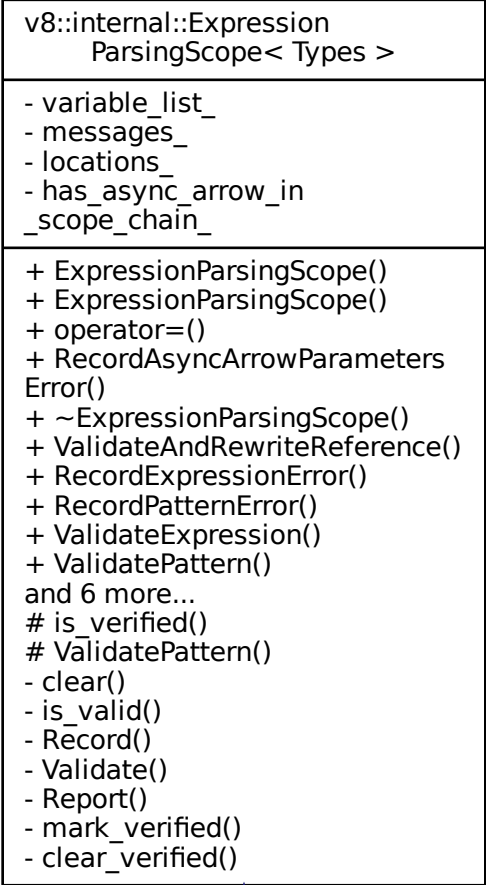 v8::internal::Expression
ParsingScope< Types >
- variable_list_
- messages_
- locations_
- has_async_arrow_in
_scope_chain_
+ ExpressionParsingScope()
+ ExpressionParsingScope()
+ operator=()
+ RecordAsyncArrowParameters
Error()
+ ~ExpressionParsingScope()
+ ValidateAndRewriteReference()
+ RecordExpressionError()
+ RecordPatternError()
+ ValidateExpression()
+ ValidatePattern()
and 6 more...
# is_verified()
# ValidatePattern()
- clear()
- is_valid()
- Record()
- Validate()
- Report()
- mark_verified()
- clear_verified()